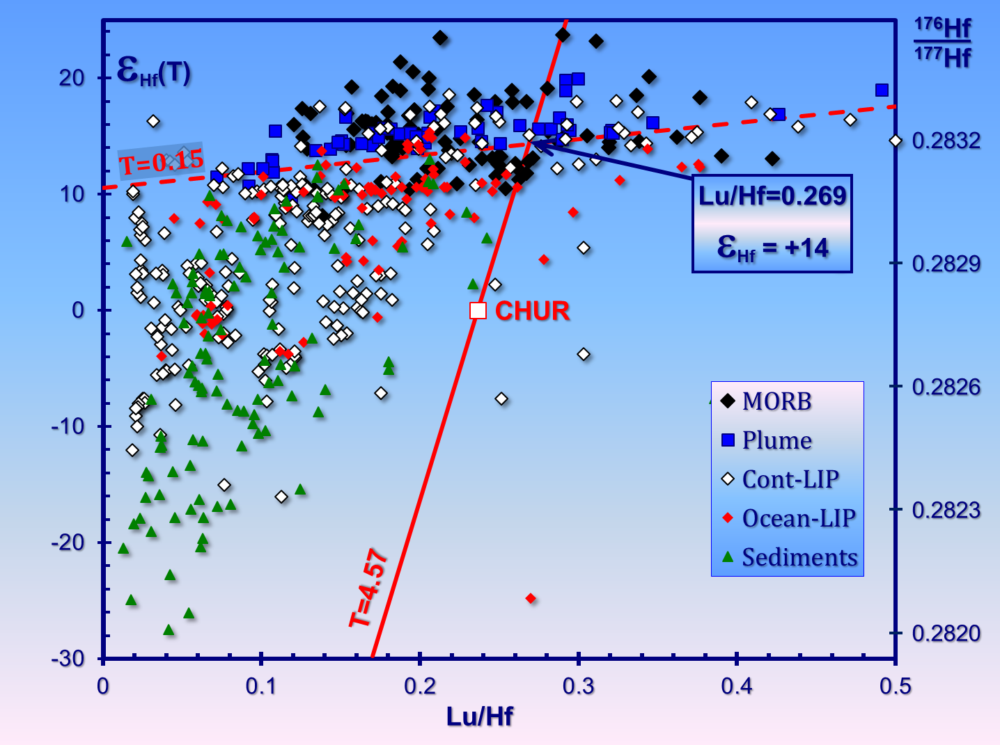 176Hf
177Hf
εHf(T)
20
10
0
-10
-20
-30
T=0.15
0.2832
0.2829
0.2826
0.2823
0.2820
Lu/Hf=0.269
εHf = +14
CHUR
MORB
Plume
Cont-LIP
Ocean-LIP
Sediments
T=4.57
0 0.1 0.2 0.3 0.4 0.5
Lu/Hf